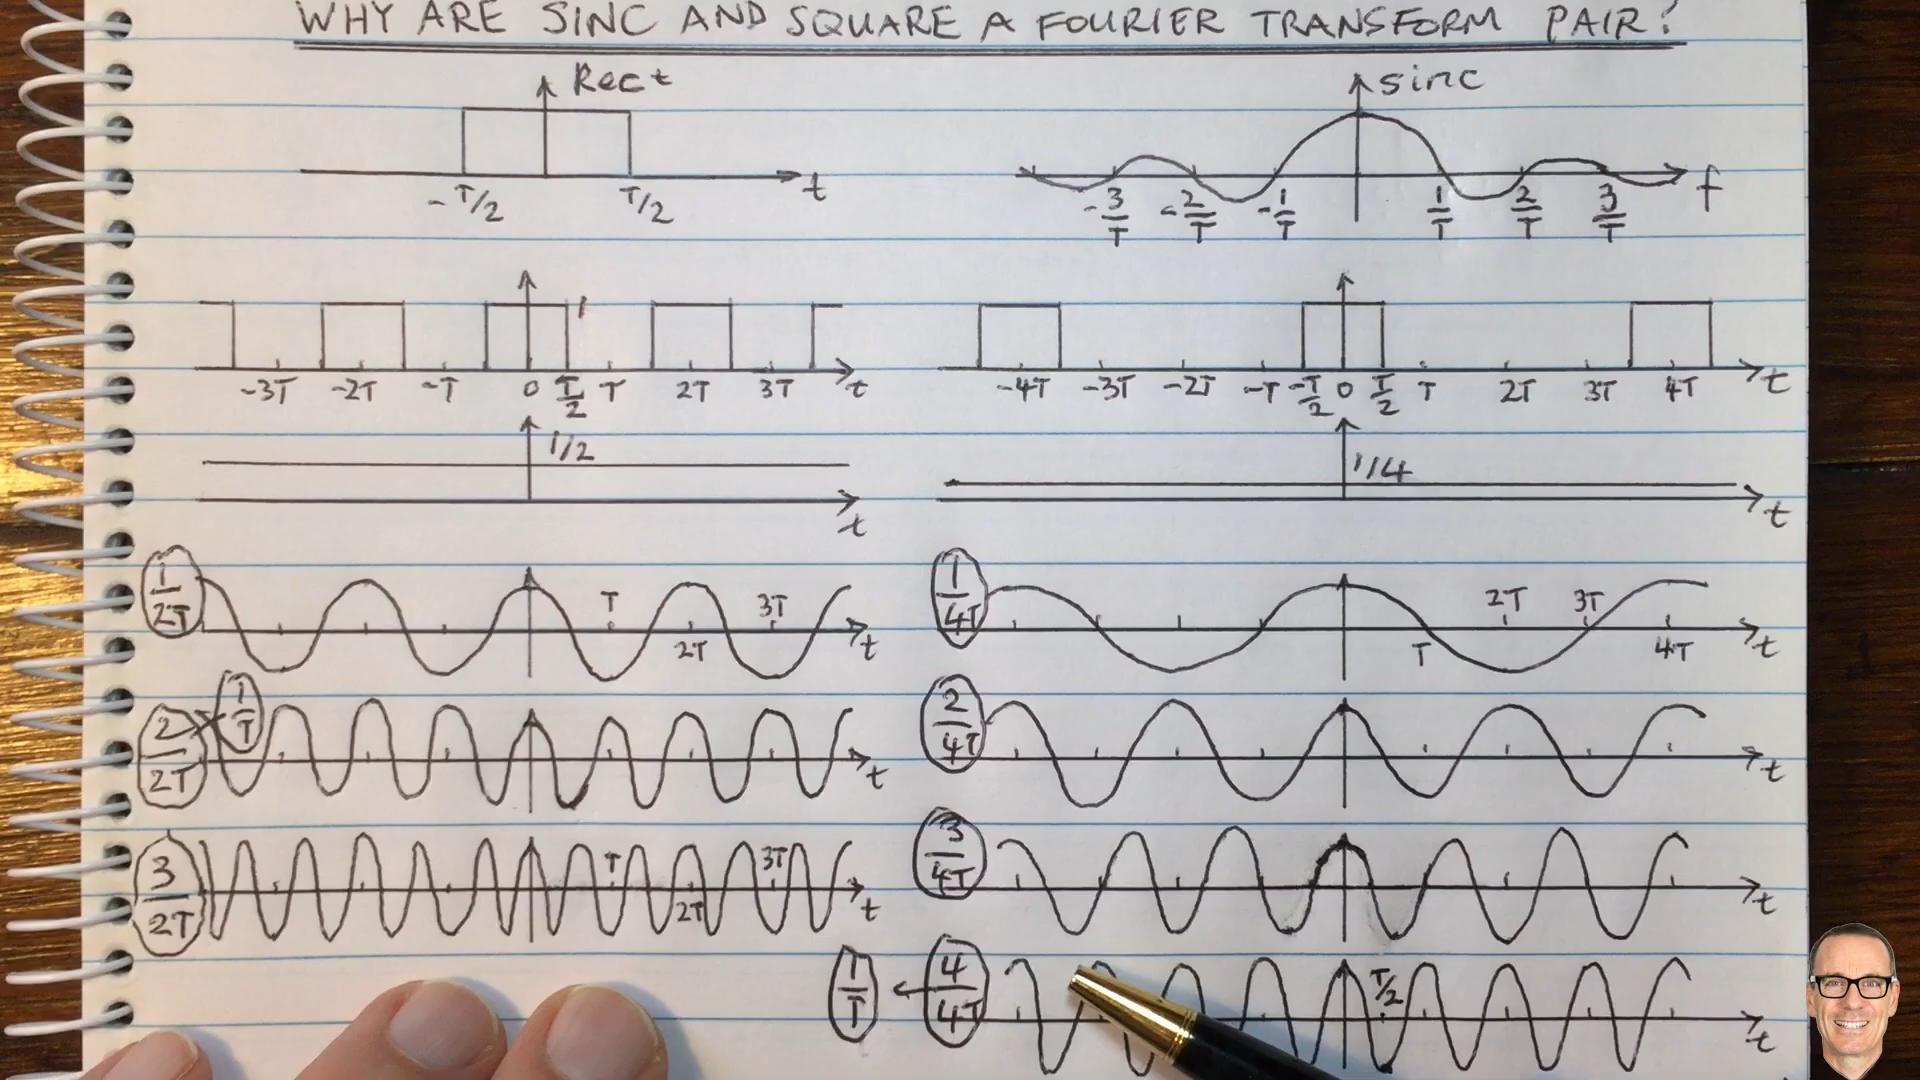 WHY ARE SINC AND SQUARE A FOURIER TRANSFORM PAIR?
Rect
sinc
-T/2 T/2 t
-3/T -2/T -1/T 1/T 2/T 3/T f
1
-3T -2T -T 0 T/2 T 2T 3T t
-4T -3T -2T -T -T/2 0 T/2 T 2T 3T 4T t
1/2
t
1/4
t
1/2T T 2T 3T t
1/4T T 2T 3T 4T t
2/2T 1/T t
2/4T t
3/2T T 2T 3T t
3/4T t
1/T ← 4/4T T/2 t